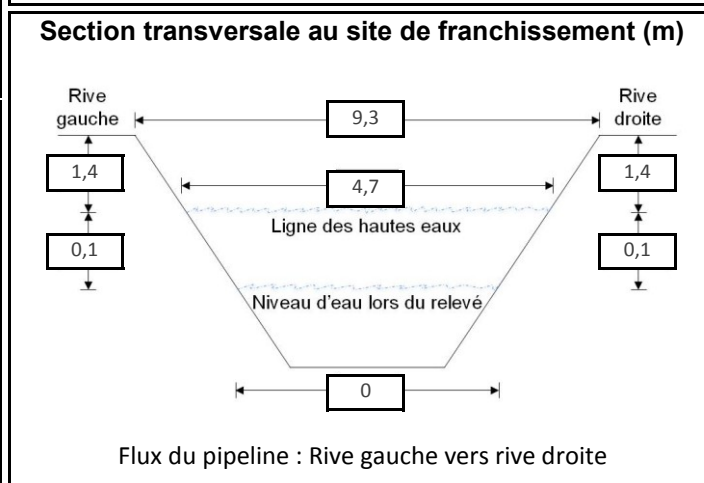 Section transversale au site de franchissement (m)
Rive
gauche
9,3
Rive
droite
1,4
4,7
1,4
Ligne des hautes eaux
0,1
0,1
Niveau d'eau lors du relevé
0
Flux du pipeline : Rive gauche vers rive droite